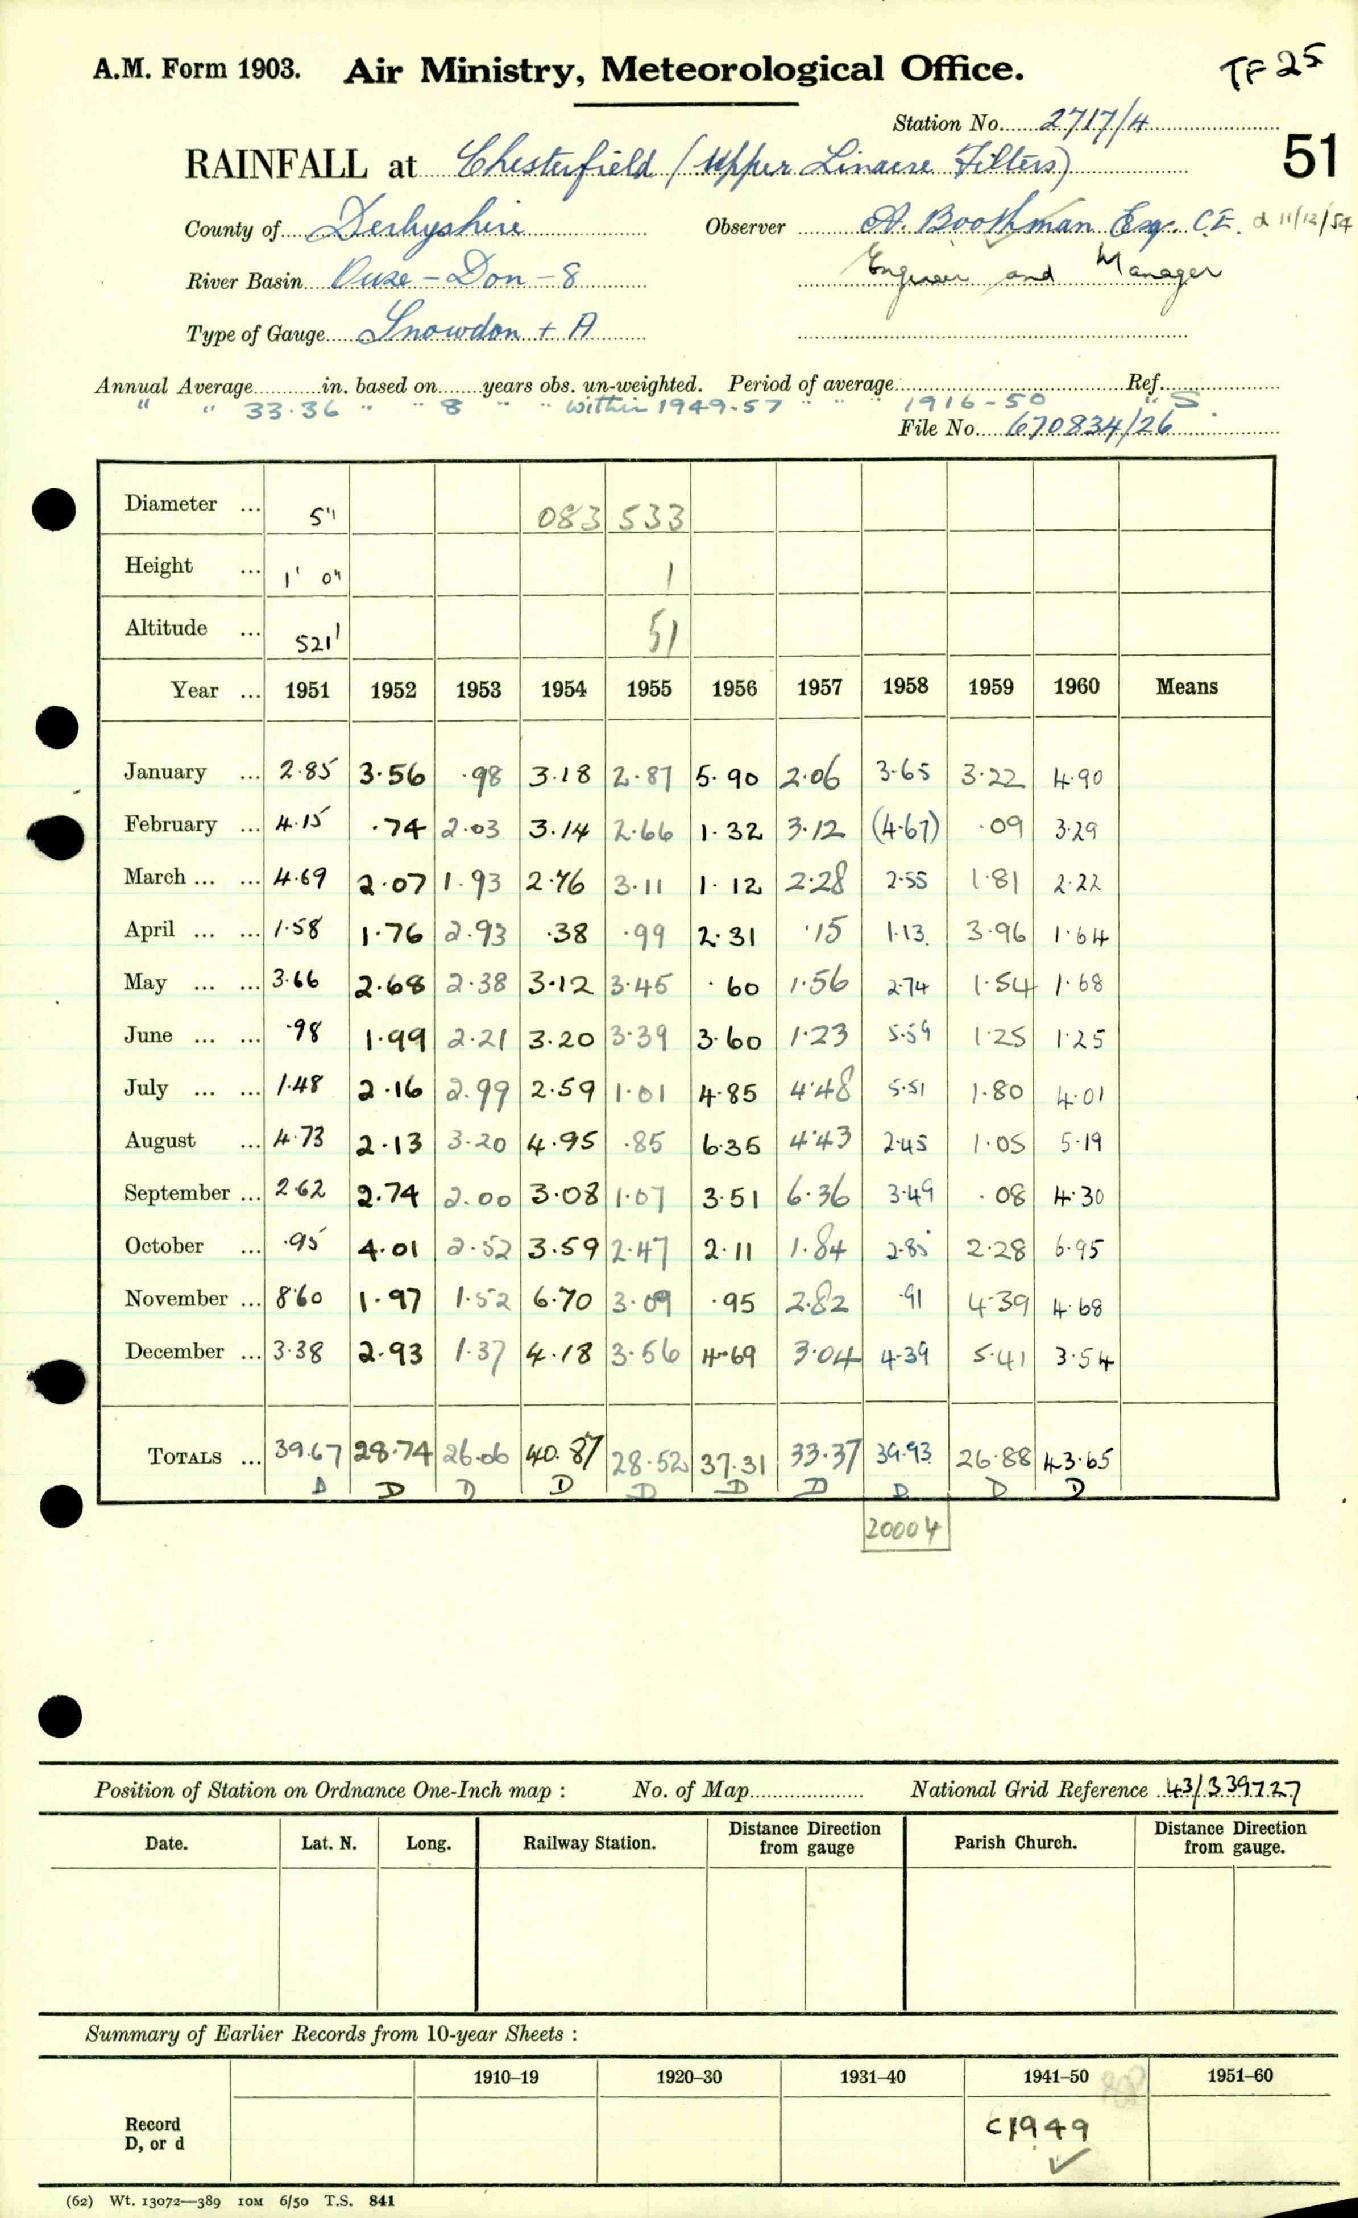 A.M. Form 1903. Air Ministry, Meteorological Office. TF 25
Station No. 2717/4
51
RAINFALL at Chesterfield (Upper Linacre Filters)
County of Derbyshire Observer A. Boothman Esq. C.E. d 11/12/54
River Basin Ouse - Don - 8 Engineer and Manager
Type of Gauge Snowdon + A
Annual Average in. based on years obs. un-weighted. Period of average Ref.
" " 33.36 " " 8 " " within 1949-57 " " " 1916-50 " S.
File No. 670834/26
Diameter ... 5" 083 533
Height ... 1' 0" 1
Altitude ... 521' 51
Year ... 1951 1952 1953 1954 1955 1956 1957 1958 1959 1960 Means
January ... 2.85 3.56 .98 3.18 2.87 5.90 2.06 3.65 3.22 4.90
February ... 4.15 .74 2.03 3.14 2.66 1.32 3.12 (4.67) .09 3.29
March ... ... 4.69 2.07 1.93 2.76 3.11 1.12 2.28 2.55 1.81 2.22
April ... ... 1.58 1.76 2.93 .38 .99 2.31 .15 1.13 3.96 1.64
May ... ... 3.66 2.68 2.38 3.12 3.45 .60 1.56 2.74 1.54 1.68
June ... ... .98 1.99 2.21 3.20 3.39 3.60 1.23 5.59 1.25 1.25
July ... ... 1.48 2.16 2.99 2.59 1.01 4.85 4.48 5.51 1.80 4.01
August ... 4.73 2.13 3.20 4.95 .85 6.35 4.43 2.45 1.05 5.19
September ... 2.62 2.74 2.00 3.08 1.07 3.51 6.36 3.49 .08 4.30
October ... .95 4.01 2.52 3.59 2.47 2.11 1.84 2.85 2.28 6.95
November ... 8.60 1.97 1.52 6.70 3.09 .95 2.82 .91 4.39 4.68
December ... 3.38 2.93 1.37 4.18 3.56 4.69 3.04 4.39 5.41 3.54
TOTALS ... 39.67 28.74 26.06 40.87 28.52 37.31 33.37 39.93 26.88 43.65
D D D D D D D D D D
20004
Position of Station on Ordnance One-Inch map : No. of Map National Grid Reference 43/339727
Date. Lat. N. Long. Railway Station. Distance from Direction gauge Parish Church. Distance from Direction gauge.
Summary of Earlier Records from 10-year Sheets :
1910–19 1920–30 1931–40 1941–50 1951–60
Record
D, or d C1949
(62) Wt. 13072—389 10M 6/50 T.S. 841